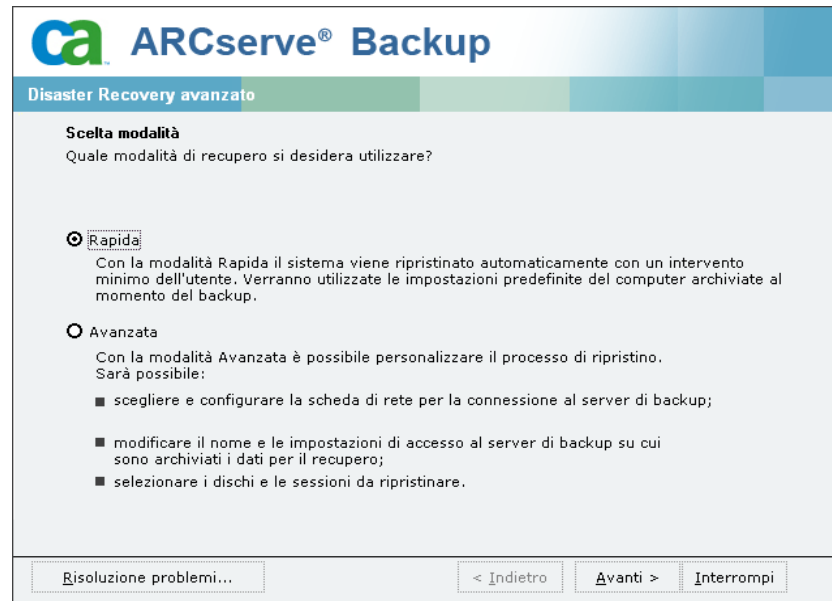 ca ARCserve® Backup
Disaster Recovery avanzato
Scelta modalità
Quale modalità di recupero si desidera utilizzare?
Rapida
Con la modalità Rapida il sistema viene ripristinato automaticamente con un intervento
minimo dell'utente. Verranno utilizzate le impostazioni predefinite del computer archiviate al
momento del backup.
Avanzata
Con la modalità Avanzata è possibile personalizzare il processo di ripristino.
Sarà possibile:
scegliere e configurare la scheda di rete per la connessione al server di backup;
modificare il nome e le impostazioni di accesso al server di backup su cui
sono archiviati i dati per il recupero;
selezionare i dischi e le sessioni da ripristinare.
Risoluzione problemi... < Indietro Avanti > Interrompi